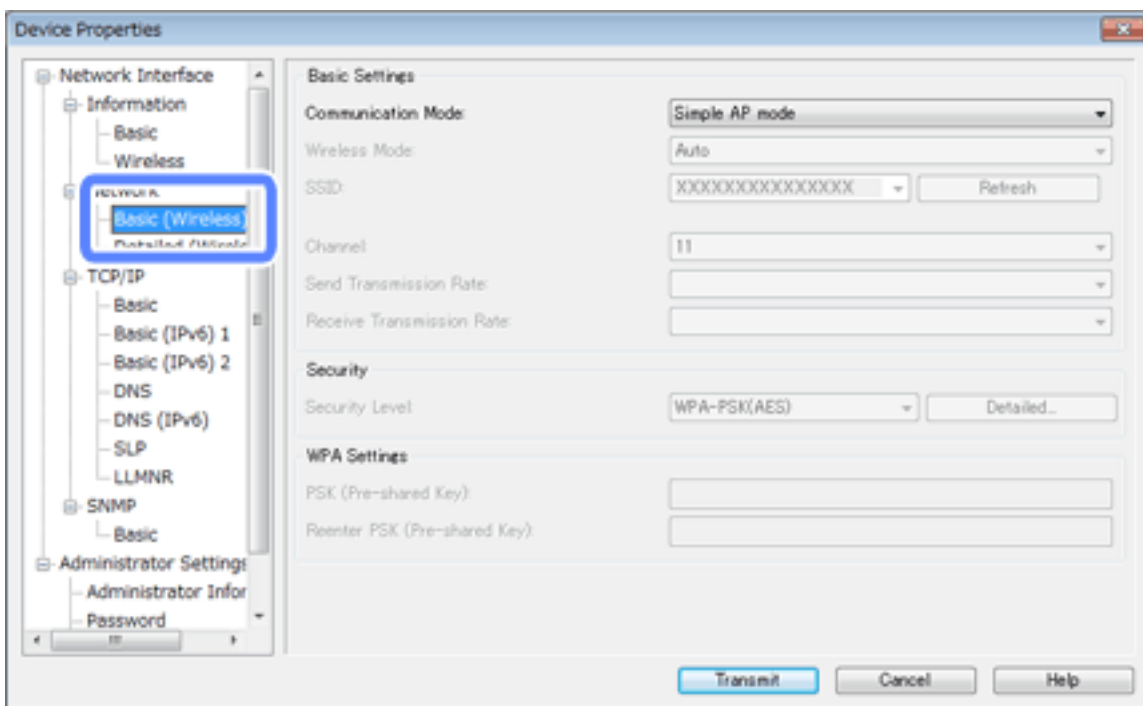 Device Properties
Network Interface
Information
Basic
Wireless
Network
Basic (Wireless)
Detailed (Wirele
TCP/IP
Basic
Basic (IPv6) 1
Basic (IPv6) 2
DNS
DNS (IPv6)
SLP
LLMNR
SNMP
Basic
Administrator Settings
Administrator Infor
Password
Basic Settings
Communication Mode: Simple AP mode
Wireless Mode: Auto
SSID: XXXXXXXXXXXXXXX Refresh
Channel: 11
Send Transmission Rate:
Receive Transmission Rate:
Security
Security Level: WPA-PSK(AES) Detailed...
WPA Settings
PSK (Pre-shared Key):
Reenter PSK (Pre-shared Key):
Transmit Cancel Help